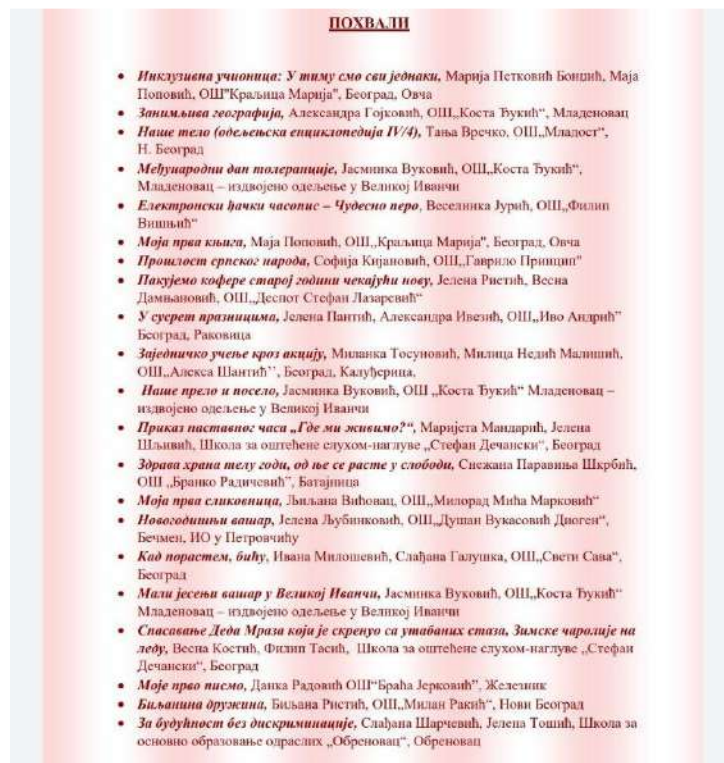 ПОХВАЛИ
• Инклузивна учионица: У тиму смо сви једнаки, Марија Петковић Бонџић, Маја
Поповић, ОШ"Краљица Марија", Београд, Овча
• Занимљива географија, Александра Гојковић, ОШ„Коста Ђукић“, Младеновац
• Наше тело (одељенска енциклопедија IV/4), Тања Вречко, ОШ„Младост“,
Н. Београд
• Међународни дан толеранције, Јасминка Вуковић, ОШ„Коста Ђукић“,
Младеновац – издвојено одељење у Великој Иванчи
• Електронски ђачки часопис – Чудесно перо, Веселинка Јурић, ОШ„Филип
Вишњић“
• Моја прва књига, Маја Поповић, ОШ„Краљица Марија", Београд, Овча
• Прошлост српског народа, Софија Кијановић, ОШ„Гаврило Принцип"
• Пакујемо кофере старој години чекајући нову, Јелена Ристић, Весна
Дамњановић, ОШ„Деспот Стефан Лазаревић“
• У сусрет празницима, Јелена Пантић, Александра Ивезић, ОШ„Иво Андрић”
Београд, Раковица
• Заједничко учење кроз акцију, Миланка Тосуновић, Милица Недић Малишић,
ОШ„Алекса Шантић’’, Београд, Калуђерица,
• Наше прело и посело, Јасминка Вуковић, ОШ „Коста Ђукић“ Младеновац –
издвојено одељење у Великој Иванчи
• Приказ наставног часа „Где ми живимо?“, Маријета Мандарић, Јелена
Шљивић, Школа за оштећене слухом-наглуве „Стефан Дечански“, Београд
• Здрава храна телу годи, од ње се расте у слободи, Снежана Паравиња Шкрбић,
ОШ „Бранко Радичевић”, Батајница
• Моја прва сликовница, Љиљана Вићовац, ОШ„Милорад Мића Марковић“
• Новогодишњи вашар, Јелена Љубинковић, ОШ„Душан Вукасовић Диоген“,
Бечмен, ИО у Петровчићу
• Кад порастем, бићу, Ивана Милошевић, Слађана Галушка, ОШ„Свети Сава“,
Београд
• Мали јесењи вашар у Великој Иванчи, Јасминка Вуковић, ОШ„Коста Ђукић“
Младеновац – издвојено одељење у Великој Иванчи
• Спасавање Деда Мраза који је скренуо са утабаних стаза, Зимске чаролије на
леду, Весна Костић, Филип Тасић, Школа за оштећене слухом-наглуве „Стефан
Дечански“, Београд
• Моје прво писмо, Данка Радовић ОШ“Браћа Јерковић”, Железник
• Биљанина дружина, Биљана Ристић, ОШ„Милан Ракић“, Нови Београд
• За будућност без дискриминације, Слађана Шарчевић, Јелена Тошић, Школа за
основно образовање одраслих „Обреновац“, Обреновац